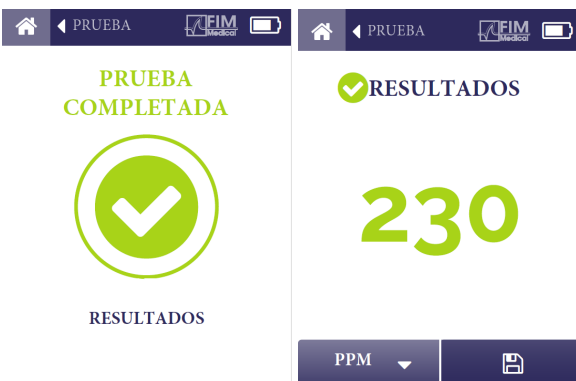 PRUEBA
FIM
Medical
PRUEBA
COMPLETADA
RESULTADOS
PRUEBA
FIM
Medical
RESULTADOS
230
PPM